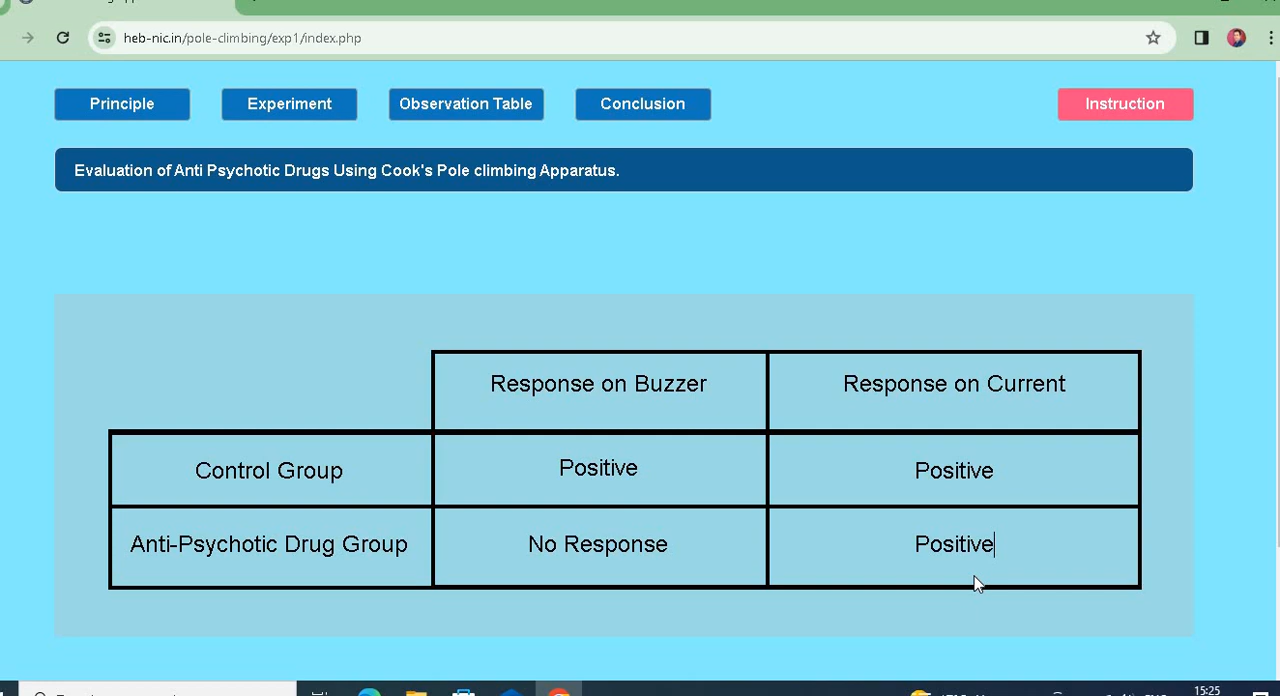 heb-nic.in/pole-climbing/exp1/index.php
Principle Experiment Observation Table Conclusion Instruction
Evaluation of Anti Psychotic Drugs Using Cook's Pole climbing Apparatus.
Response on Buzzer Response on Current
Control Group Positive Positive
Anti-Psychotic Drug Group No Response Positive
15:25